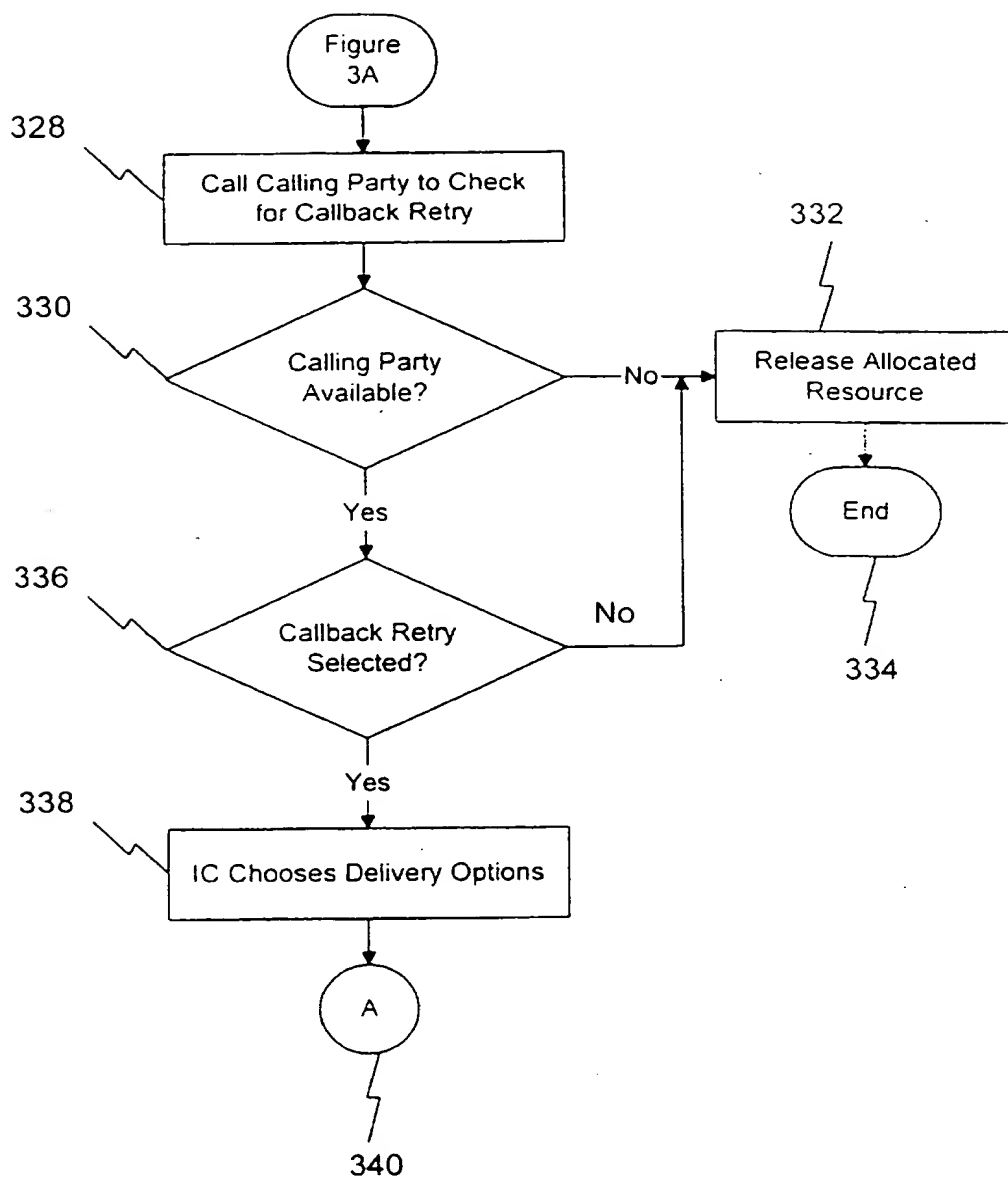 Figure
3A
328
Call Calling Party to Check
for Callback Retry
332
330
Calling Party
Available?
No
Release Allocated
Resource
Yes
End
336
Callback Retry
Selected?
No
334
Yes
338
IC Chooses Delivery Options
A
340